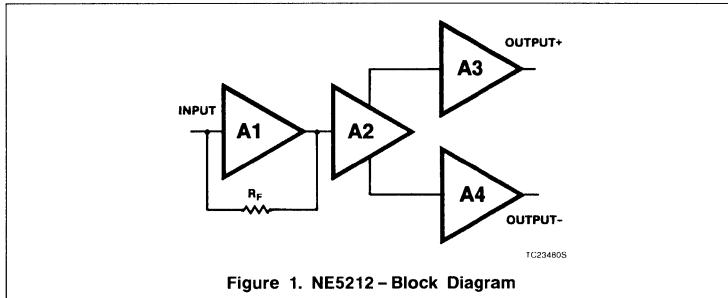 OUTPUT+
A3
INPUT
A1
A2
RF
A4
OUTPUT–
TC23480S
Figure 1. NE5212 – Block Diagram